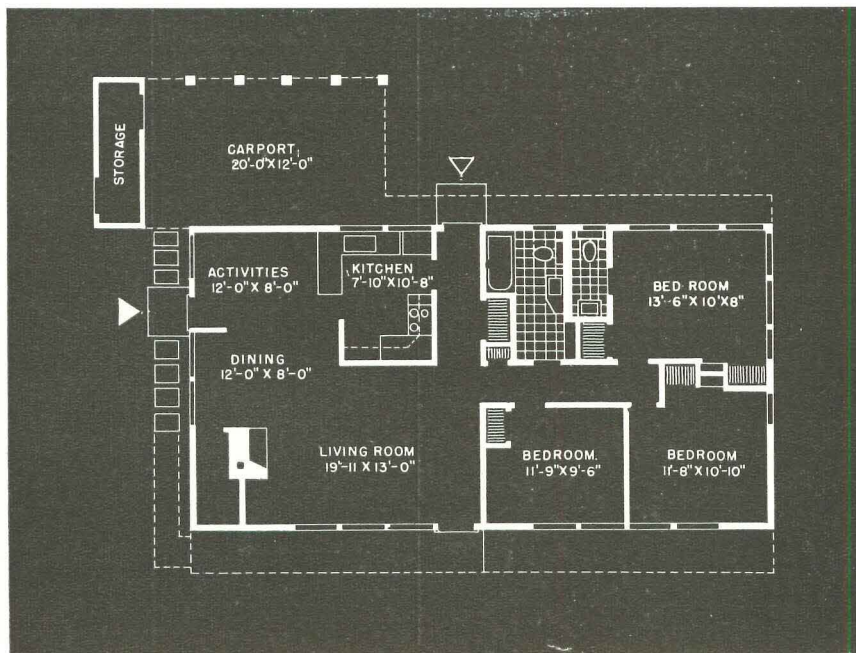 STORAGE
CARPORT
20'-0"X12'-0"
ACTIVITIES
12'-0" X 8'-0"
KITCHEN
7'-10"X10'-8"
BED ROOM
13'-6" X 10'X8"
DINING
12'-0" X 8'-0"
LIVING ROOM
19'-11 X 13'-0"
BEDROOM.
11'-9"X9'-6"
BEDROOM
11'-8"X10'-10"